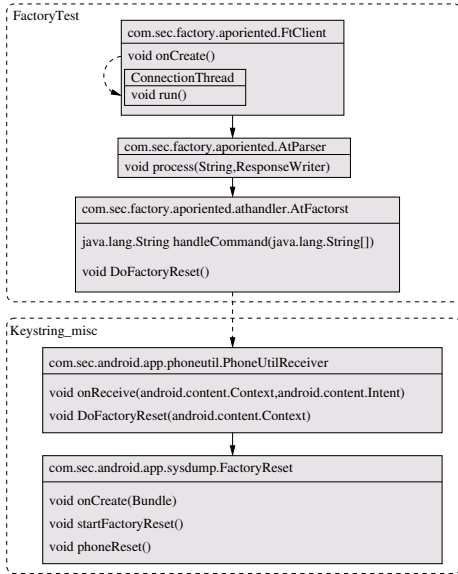 FactoryTest
com.sec.factory.aporiented.FtClient
void onCreate()
ConnectionThread
void run()
com.sec.factory.aporiented.AtParser
void process(String,ResponseWriter)
com.sec.factory.aporiented.athandler.AtFactorst
java.lang.String handleCommand(java.lang.String[])
void DoFactoryReset()
Keystring_misc
com.sec.android.app.phoneutil.PhoneUtilReceiver
void onReceive(android.content.Context,android.content.Intent)
void DoFactoryReset(android.content.Context)
com.sec.android.app.sysdump.FactoryReset
void onCreate(Bundle)
void startFactoryReset()
void phoneReset()